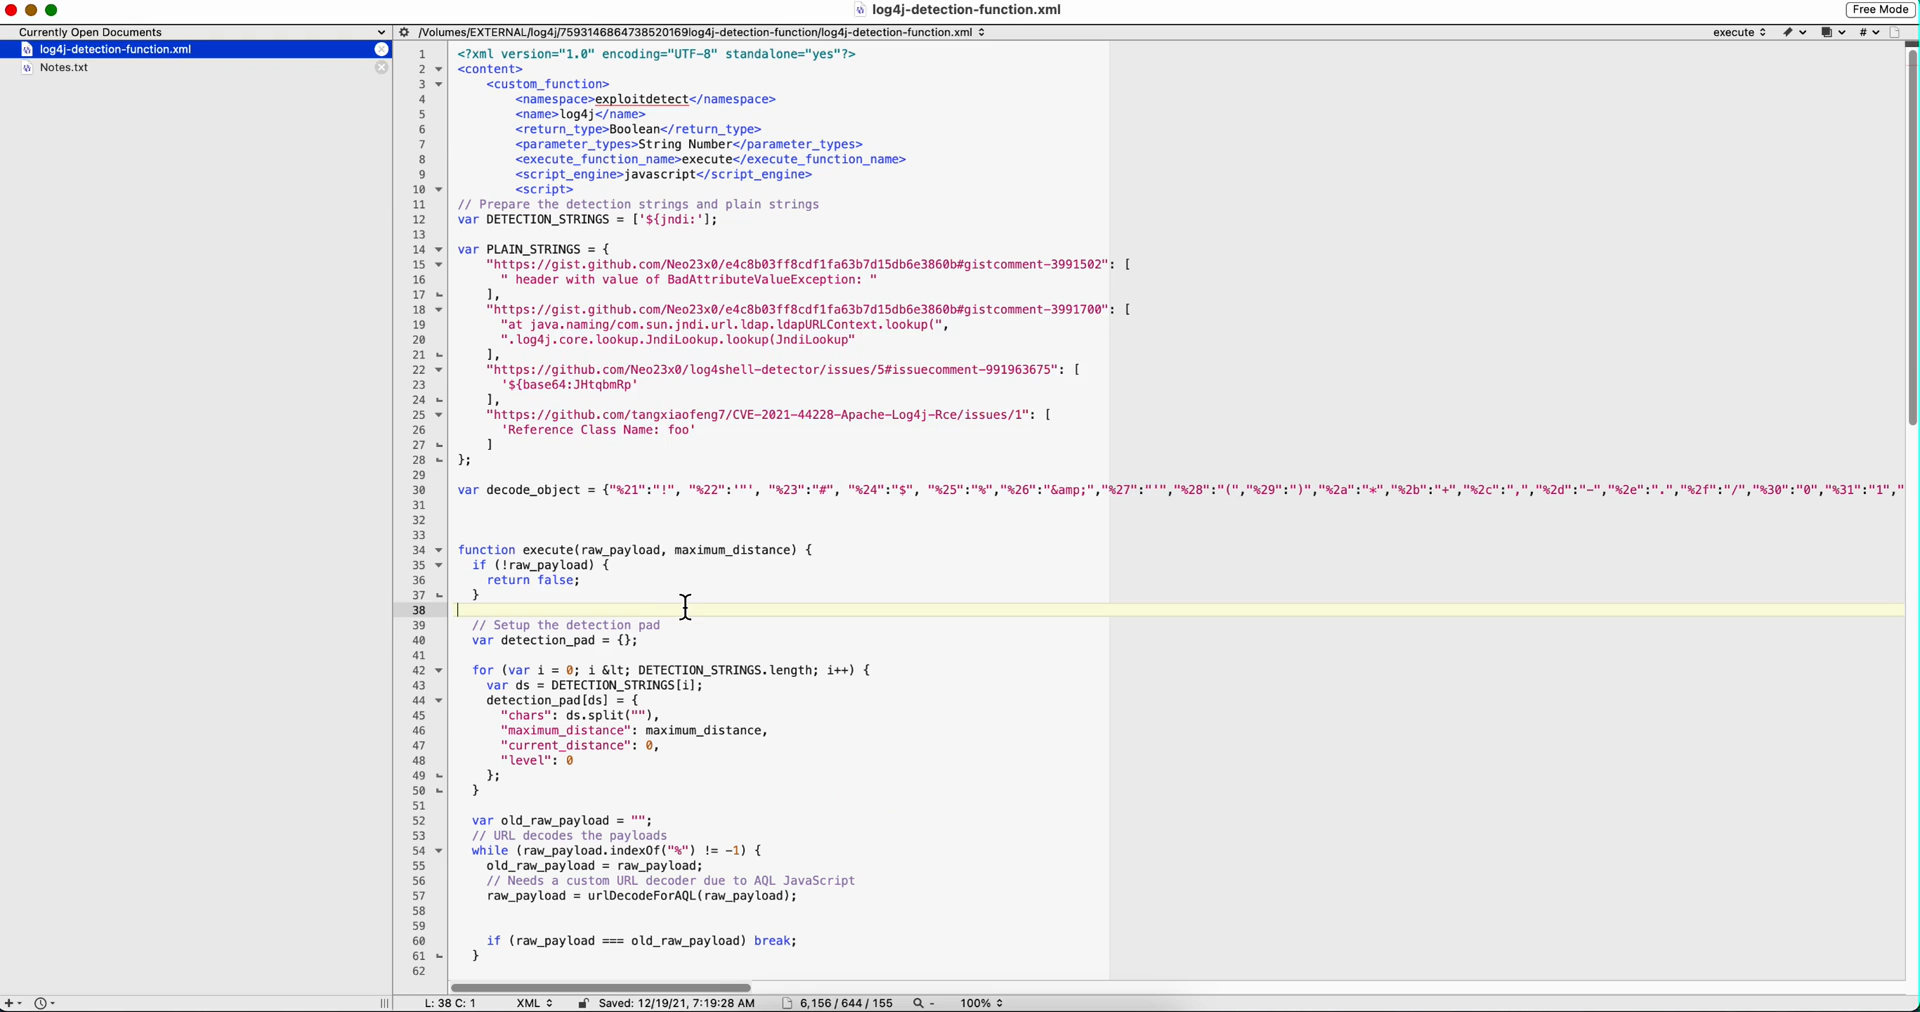 log4j-detection-function.xml
Free Mode
Currently Open Documents
/Volumes/EXTERNAL/log4j/7593146864738520169log4j-detection-function/log4j-detection-function.xml
execute
#
log4j-detection-function.xml
Notes.txt
1 <?xml version="1.0" encoding="UTF-8" standalone="yes"?>
2 <content>
3 <custom_function>
4 <namespace>exploitdetect</namespace>
5 <name>log4j</name>
6 <return_type>Boolean</return_type>
7 <parameter_types>String Number</parameter_types>
8 <execute_function_name>execute</execute_function_name>
9 <script_engine>javascript</script_engine>
10 <script>
11 // Prepare the detection strings and plain strings
12 var DETECTION_STRINGS = ['${jndi:'];
13
14 var PLAIN_STRINGS = {
15 "https://gist.github.com/Neo23x0/e4c8b03ff8cdf1fa63b7d15db6e3860b#gistcomment-3991502": [
16 " header with value of BadAttributeValueException: "
17 ],
18 "https://gist.github.com/Neo23x0/e4c8b03ff8cdf1fa63b7d15db6e3860b#gistcomment-3991700": [
19 "at java.naming/com.sun.jndi.url.ldap.ldapURLContext.lookup(",
20 ".log4j.core.lookup.JndiLookup.lookup(JndiLookup"
21 ],
22 "https://github.com/Neo23x0/log4shell-detector/issues/5#issuecomment-991963675": [
23 '${base64:JHtqbmRp'
24 ],
25 "https://github.com/tangxiaofeng7/CVE-2021-44228-Apache-Log4j-Rce/issues/1": [
26 'Reference Class Name: foo'
27 ]
28 };
29
30 var decode_object = {"%21":"!", "%22":'"', "%23":"#", "%24":"$", "%25":"%","%26":"&amp;","%27":"'","%28":"(","%29":")","%2a":"*","%2b":"+","%2c":",","%2d":"-","%2e":".","%2f":"/","%30":"0","%31":"1","
31
32
33
34 function execute(raw_payload, maximum_distance) {
35 if (!raw_payload) {
36 return false;
37 }
38
39 // Setup the detection pad
40 var detection_pad = {};
41
42 for (var i = 0; i &lt; DETECTION_STRINGS.length; i++) {
43 var ds = DETECTION_STRINGS[i];
44 detection_pad[ds] = {
45 "chars": ds.split(""),
46 "maximum_distance": maximum_distance,
47 "current_distance": 0,
48 "level": 0
49 };
50 }
51
52 var old_raw_payload = "";
53 // URL decodes the payloads
54 while (raw_payload.indexOf("%") != -1) {
55 old_raw_payload = raw_payload;
56 // Needs a custom URL decoder due to AQL JavaScript
57 raw_payload = urlDecodeForAQL(raw_payload);
58
59
60 if (raw_payload === old_raw_payload) break;
61 }
62
L: 38 C: 1 XML Saved: 12/19/21, 7:19:28 AM 6,156 / 644 / 155 - 100%